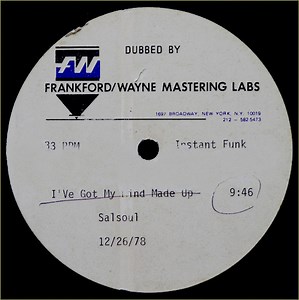 DUBBED BY
FW
FRANKFORD/WAYNE MASTERING LABS
1697 BROADWAY, NEW YORK, N.Y. 10019
212 - 582-5473
33 RPM Instant Funk
I've Got My Mind Made Up 9:46
Salsoul
12/26/78